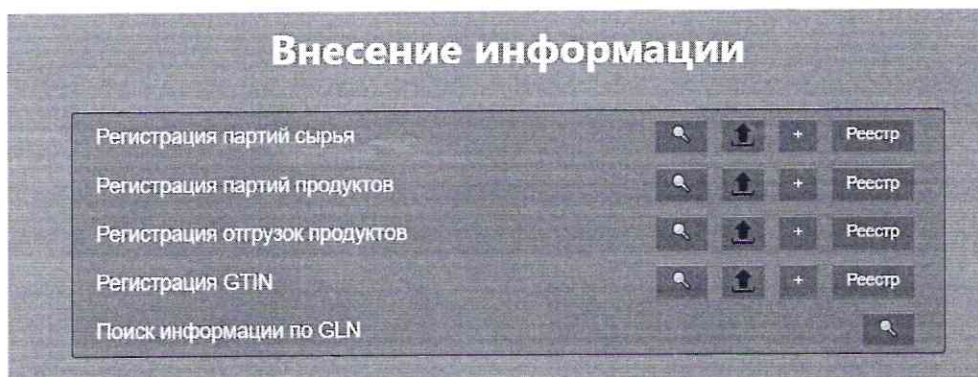 Внесение информации
Регистрация партий сырья + Реестр
Регистрация партий продуктов + Реестр
Регистрация отгрузок продуктов + Реестр
Регистрация GTIN + Реестр
Поиск информации по GLN